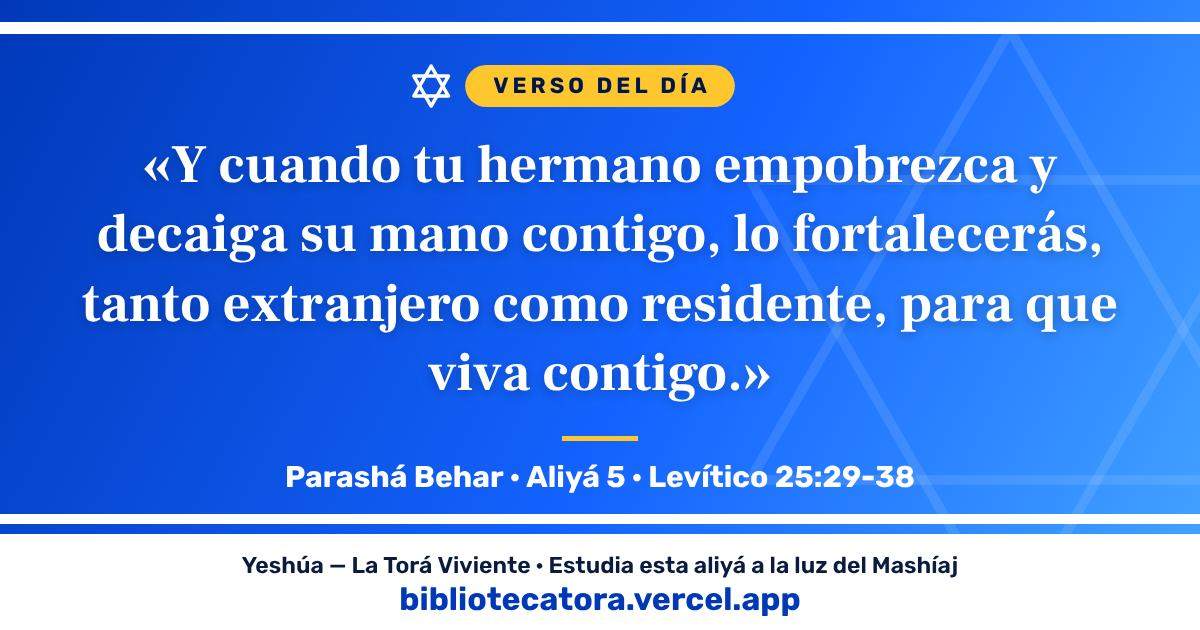 VERSO DEL DÍA
«Y cuando tu hermano empobrezca y
decaiga su mano contigo, lo fortalecerás,
tanto extranjero como residente, para que
viva contigo.»
Parashá Behar • Aliyá 5 • Levítico 25:29-38
Yeshúa — La Torá Viviente • Estudia esta aliyá a la luz del Mashíaj
bibliotecatora.vercel.app